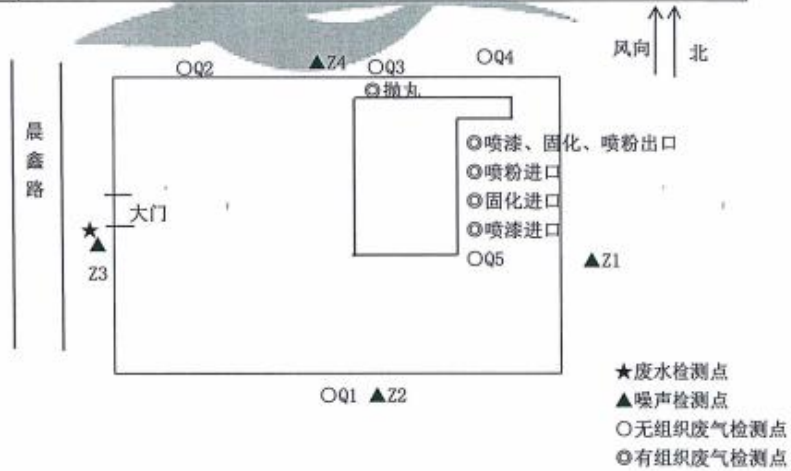 风向 北
○Q2 ▲Z4 ○Q3 ○Q4
◎抛丸
晨鑫路
◎喷漆、固化、喷粉出口
◎喷粉进口
◎固化进口
◎喷漆进口
大门
★
▲
Z3
○Q5 ▲Z1
○Q1 ▲Z2
★废水检测点
▲噪声检测点
○无组织废气检测点
◎有组织废气检测点